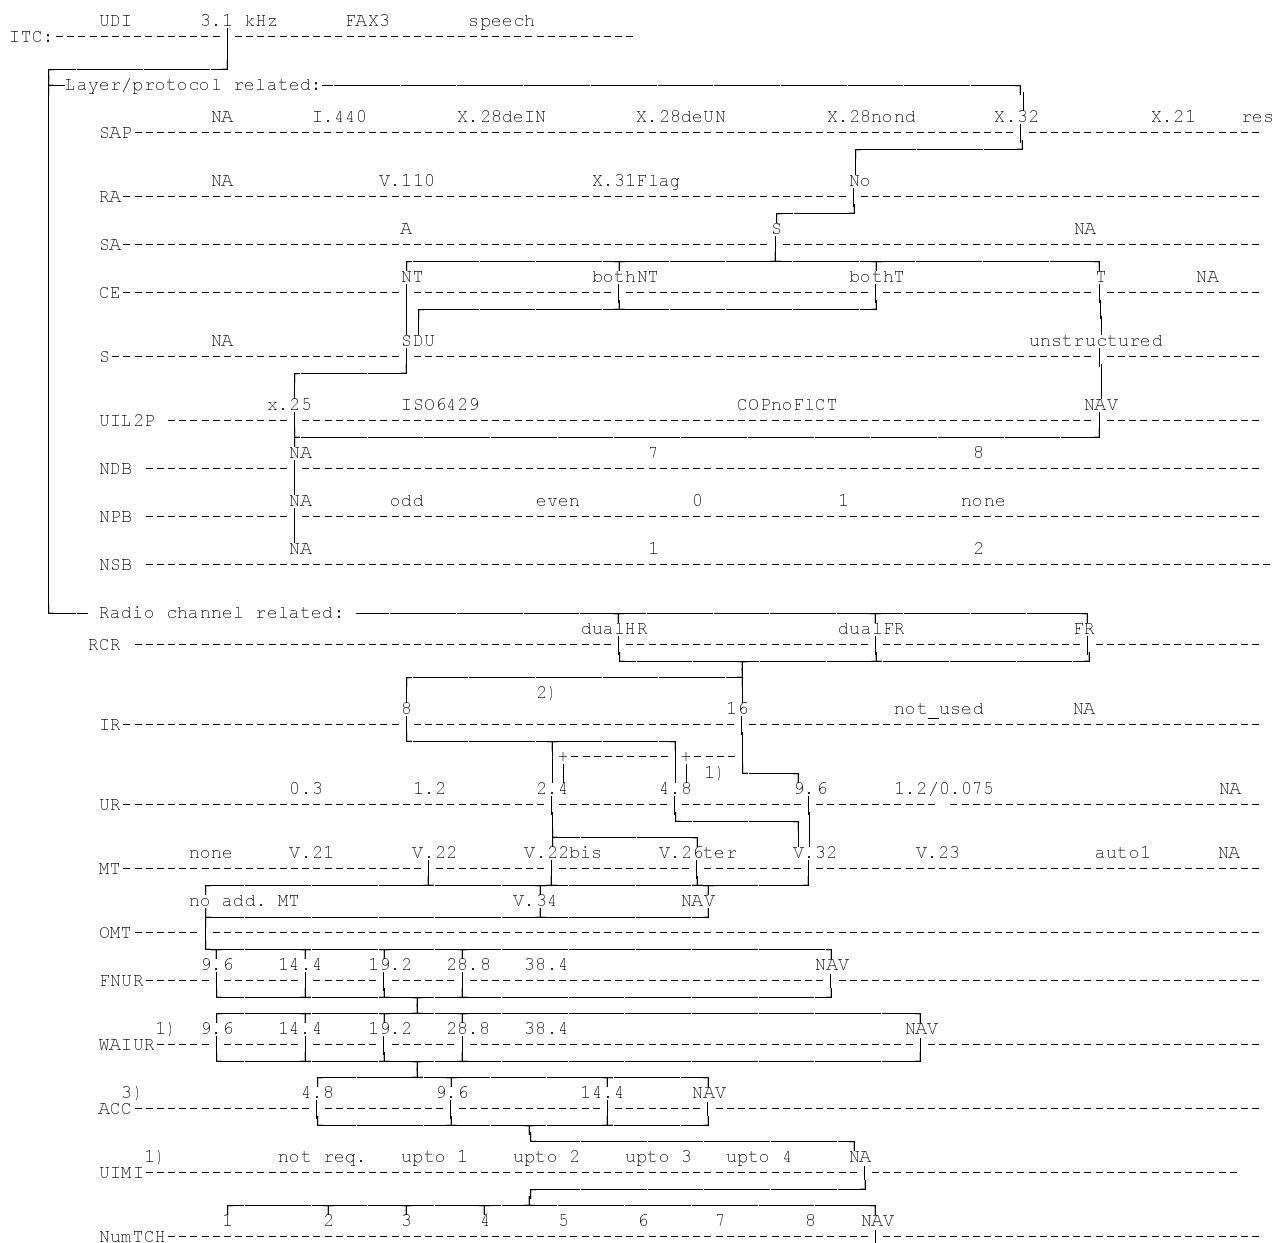 UDI 3.1 kHz FAX3 speech
ITC:
Layer/protocol related:
NA I.440 X.28deIN X.28deUN X.28nond X.32 X.21 res
SAP
NA V.110 X.31Flag No
RA
A S NA
SA
NT bothNT bothT T NA
CE
NA SDU unstructured
S
x.25 ISO6429 COPnoFlCT NAV
UIL2P
NA 7 8
NDB
NA odd even 0 1 none
NPB
NA 1 2
NSB
Radio channel related:
dualHR dualFR FR
RCR
2)
8 16 not_used NA
IR
1)
0.3 1.2 2.4 4.8 9.6 1.2/0.075 NA
UR
none V.21 V.22 V.22bis V.26ter V.32 V.23 auto1 NA
MT
no add. MT V.34 NAV
OMT
9.6 14.4 19.2 28.8 38.4 NAV
FNUR
1) 9.6 14.4 19.2 28.8 38.4 NAV
WAIUR
3) 4.8 9.6 14.4 NAV
ACC
1) not req. upto 1 upto 2 upto 3 upto 4 NA
UIMI
1 2 3 4 5 6 7 8 NAV
NumTCH